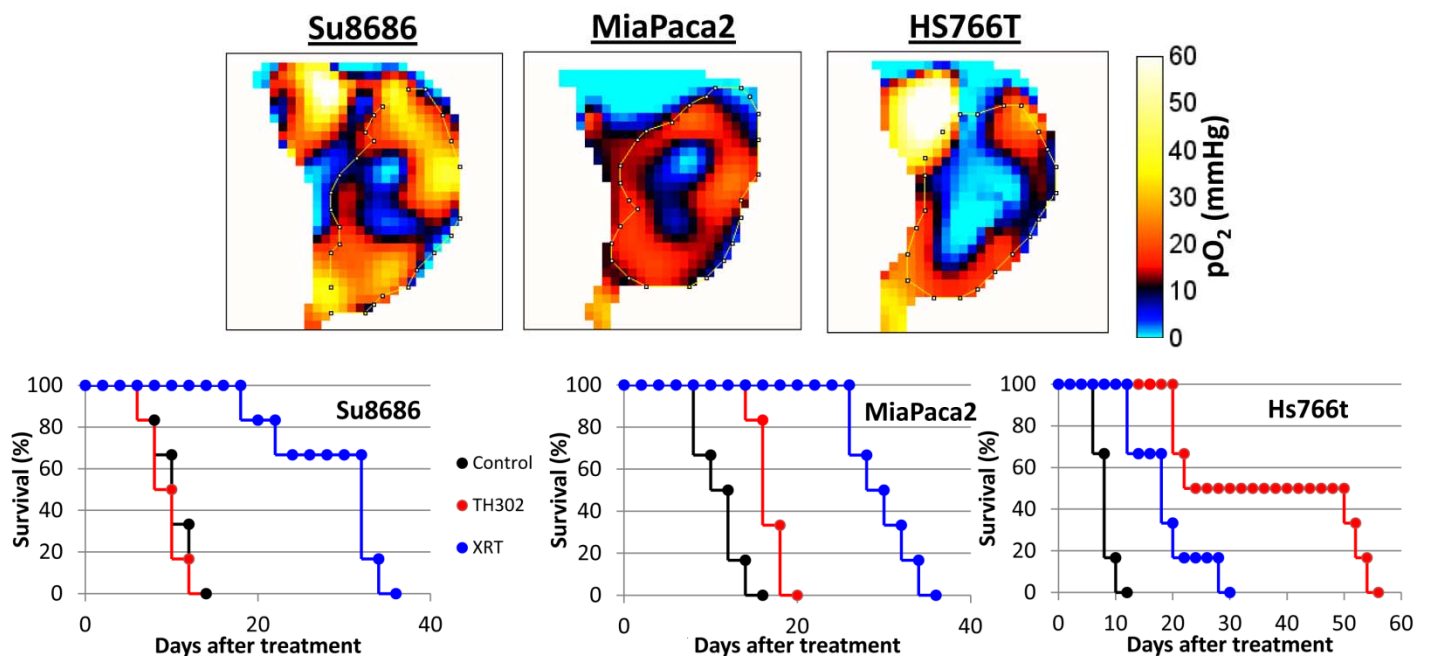 Su8686
MiaPaca2
HS766T
60
50
40
30
20
10
0
pO2 (mmHg)
100
80
60
40
20
0
Survival (%)
0 20 40
Days after treatment
Su8686
Control
TH302
XRT
100
80
60
40
20
0
Survival (%)
0 20 40
Days after treatment
MiaPaca2
100
80
60
40
20
0
Survival (%)
0 10 20 30 40 50 60
Days after treatment
Hs766t